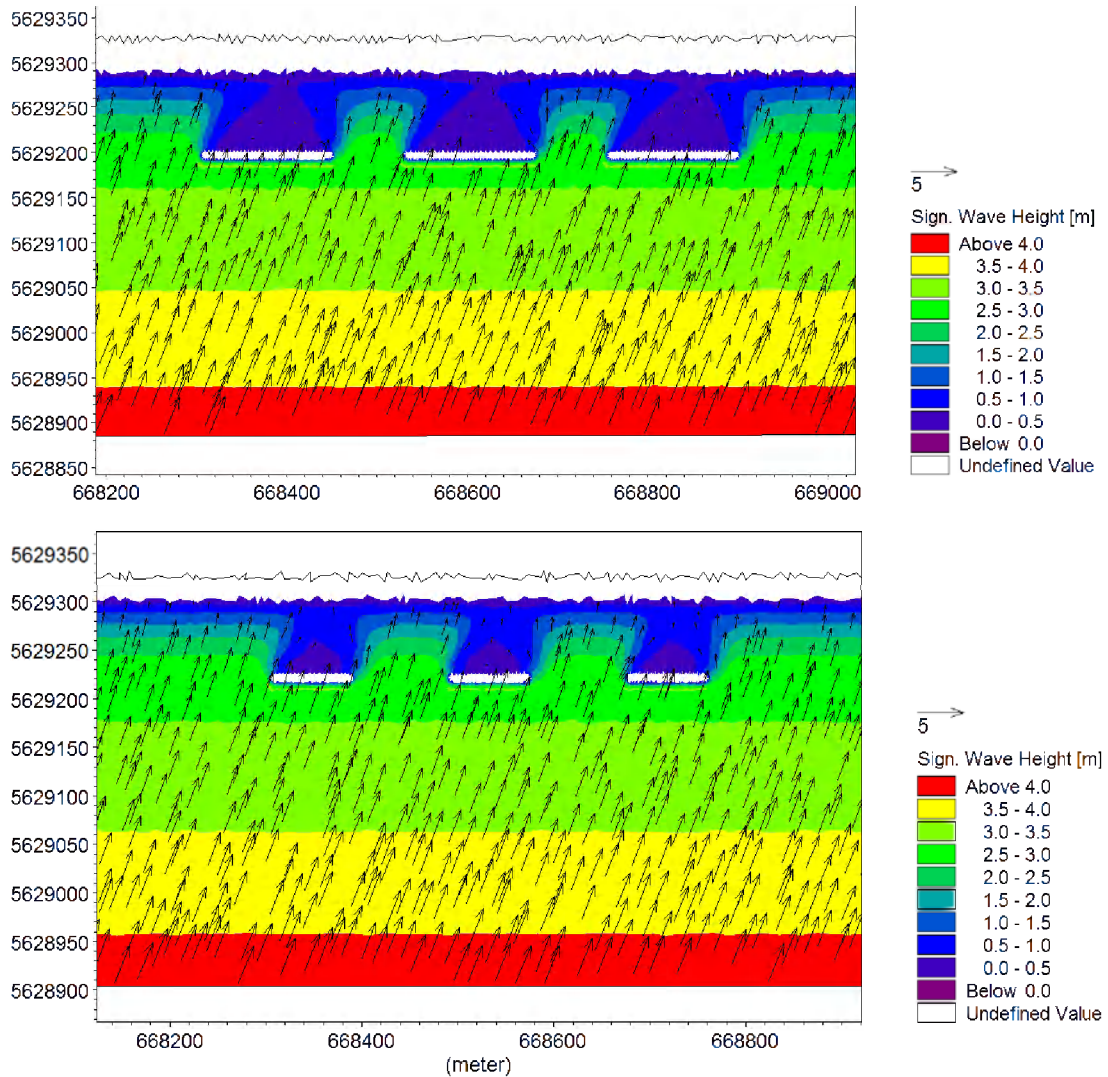 5629350
5629300
5629250
5629200
5629150
5629100
5629050
5629000
5628950
5628900
5628850
668200 668400 668600 668800 669000
5
Sign. Wave Height [m]
Above 4.0
3.5 - 4.0
3.0 - 3.5
2.5 - 3.0
2.0 - 2.5
1.5 - 2.0
1.0 - 1.5
0.5 - 1.0
0.0 - 0.5
Below 0.0
Undefined Value
5629350
5629300
5629250
5629200
5629150
5629100
5629050
5629000
5628950
5628900
668200 668400 668600 668800
(meter)
5
Sign. Wave Height [m]
Above 4.0
3.5 - 4.0
3.0 - 3.5
2.5 - 3.0
2.0 - 2.5
1.5 - 2.0
1.0 - 1.5
0.5 - 1.0
0.0 - 0.5
Below 0.0
Undefined Value